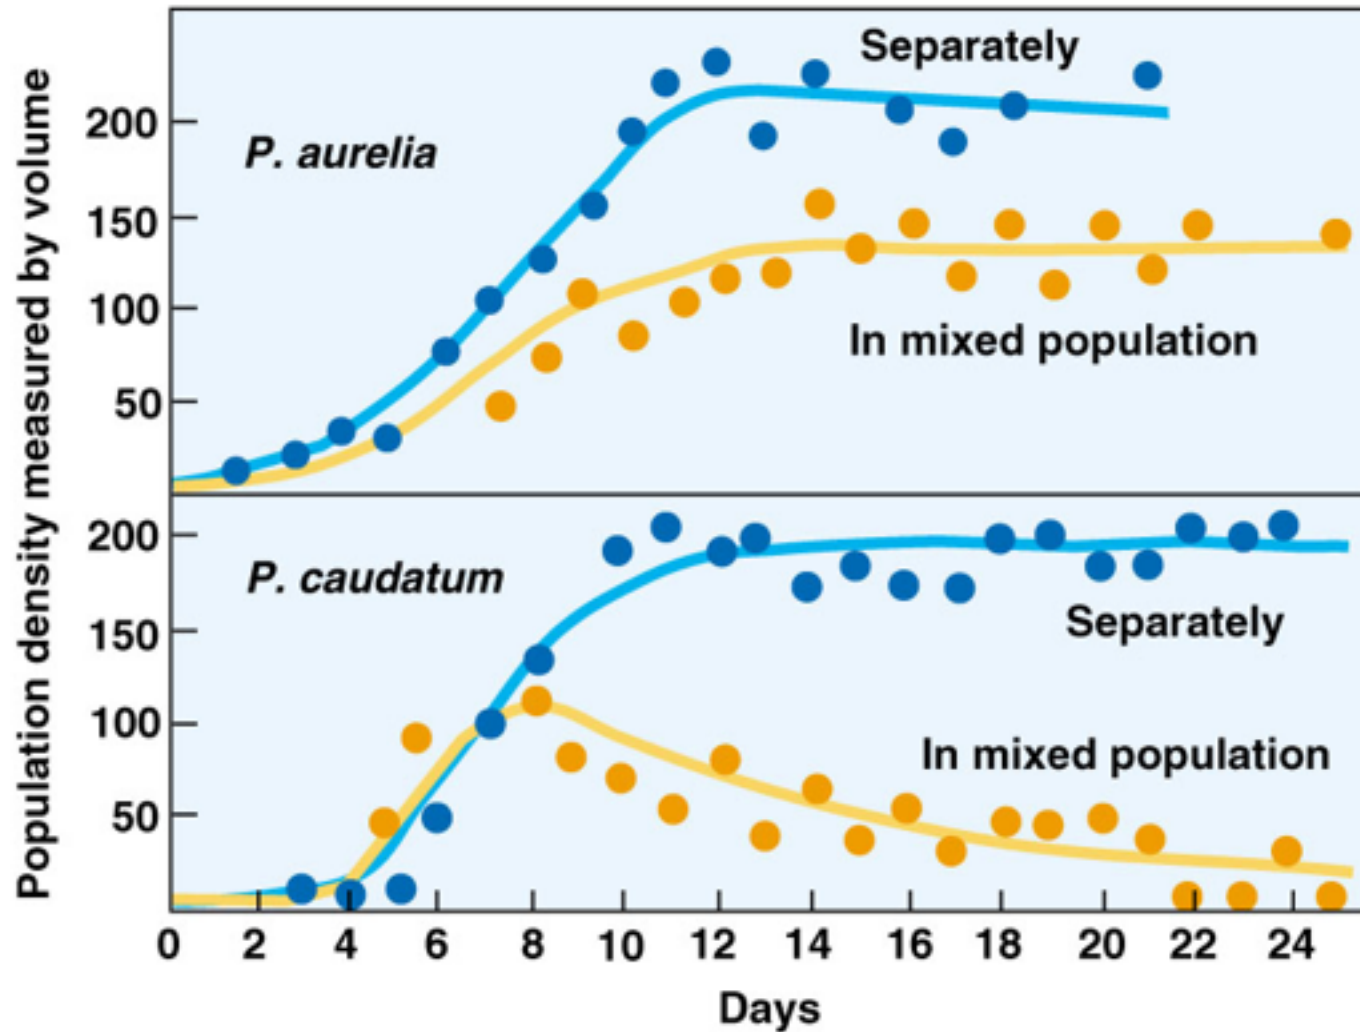 Population density measured by volume
Separately
P. aurelia
200
150
100
50
In mixed population
200
P. caudatum
150
Separately
100
In mixed population
50
0 2 4 6 8 10 12 14 16 18 20 22 24
Days